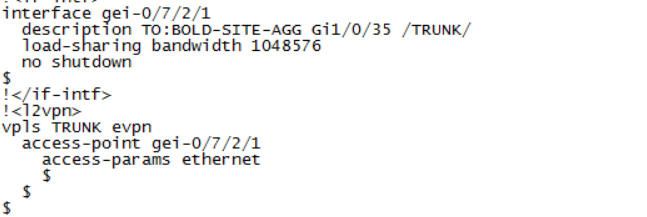 interface gei-0/7/2/1
description TO:BOLD-SITE-AGG Gi1/0/35 /TRUNK/
load-sharing bandwidth 1048576
no shutdown
$
!</if-intf>
!<l2vpn>
vpls TRUNK evpn
access-point gei-0/7/2/1
access-params ethernet
$
$
$